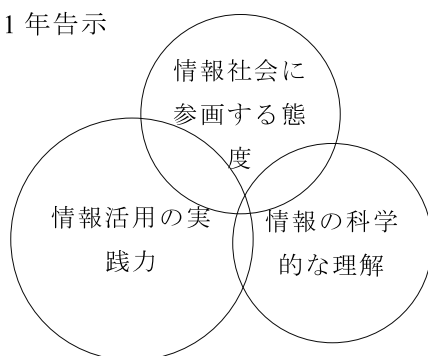 1 年告示
情報社会に
参画する態
度
情報活用の実
践力
情報の科学
的な理解